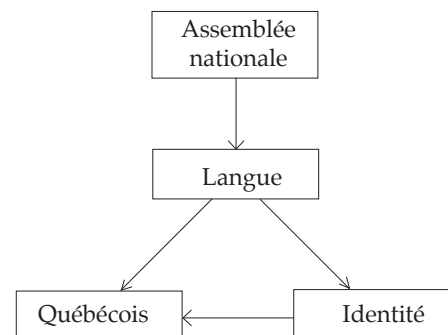 Assemblée
nationale
Langue
Québécois
Identité